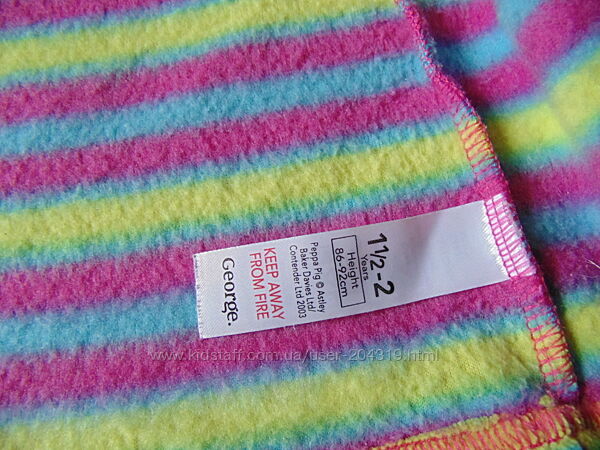 1½-2
Years
Height
86-92cm
Peppa Pig © Astley
Baker Davies Ltd/
Contender Ltd 2003
KEEP AWAY
FROM FIRE
George.
www.kidstaff.com.ua/user-204319.html